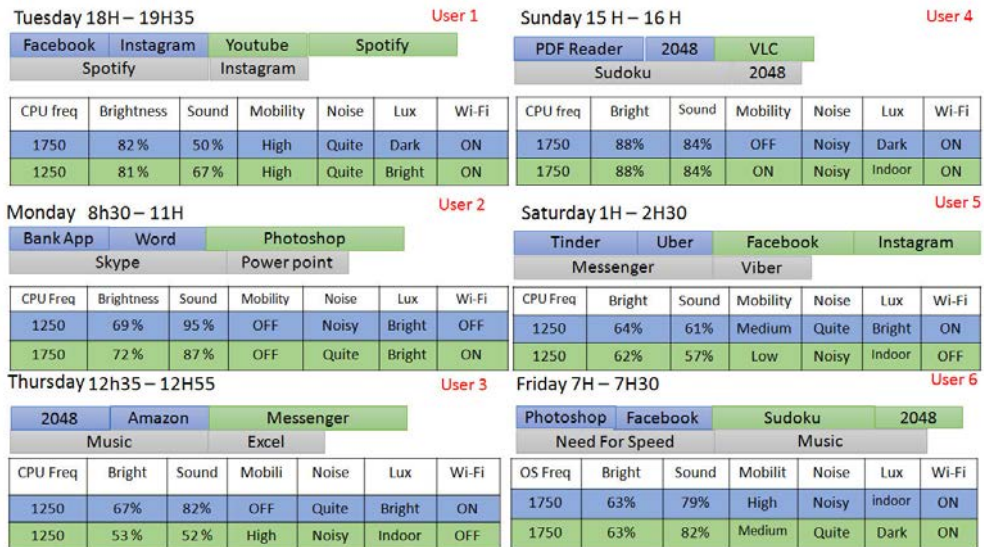 Tuesday 18H – 19H35 User 1
Facebook Instagram Youtube Spotify
Spotify Instagram
CPU freq Brightness Sound Mobility Noise Lux Wi-Fi
1750 82 % 50 % High Quite Dark ON
1250 81 % 67 % High Quite Bright ON
Sunday 15 H – 16 H User 4
PDF Reader 2048 VLC
Sudoku 2048
CPU freq Bright Sound Mobility Noise Lux Wi-Fi
1750 88% 84% OFF Noisy Dark ON
1750 88% 84% ON Noisy Indoor ON
Monday 8h30 – 11H User 2
Bank App Word Photoshop
Skype Power point
CPU Freq Brightness Sound Mobility Noise Lux Wi-Fi
1250 69 % 95 % OFF Noisy Bright OFF
1750 72 % 87 % OFF Quite Bright ON
Saturday 1H – 2H30 User 5
Tinder Uber Facebook Instagram
Messenger Viber
CPU Freq Bright Sound Mobility Noise Lux Wi-Fi
1250 64% 61% Medium Quite Bright ON
1250 62% 57% Low Noisy Indoor OFF
Thursday 12h35 – 12H55 User 3
2048 Amazon Messenger
Music Excel
CPU Freq Bright Sound Mobili Noise Lux Wi-Fi
1250 67% 82% OFF Quite Bright ON
1250 53 % 52 % High Noisy Indoor OFF
Friday 7H – 7H30 User 6
Photoshop Facebook Sudoku 2048
Need For Speed Music
OS Freq Bright Sound Mobilit Noise Lux Wi-Fi
1750 63% 79% High Noisy indoor ON
1750 63% 82% Medium Quite Dark ON